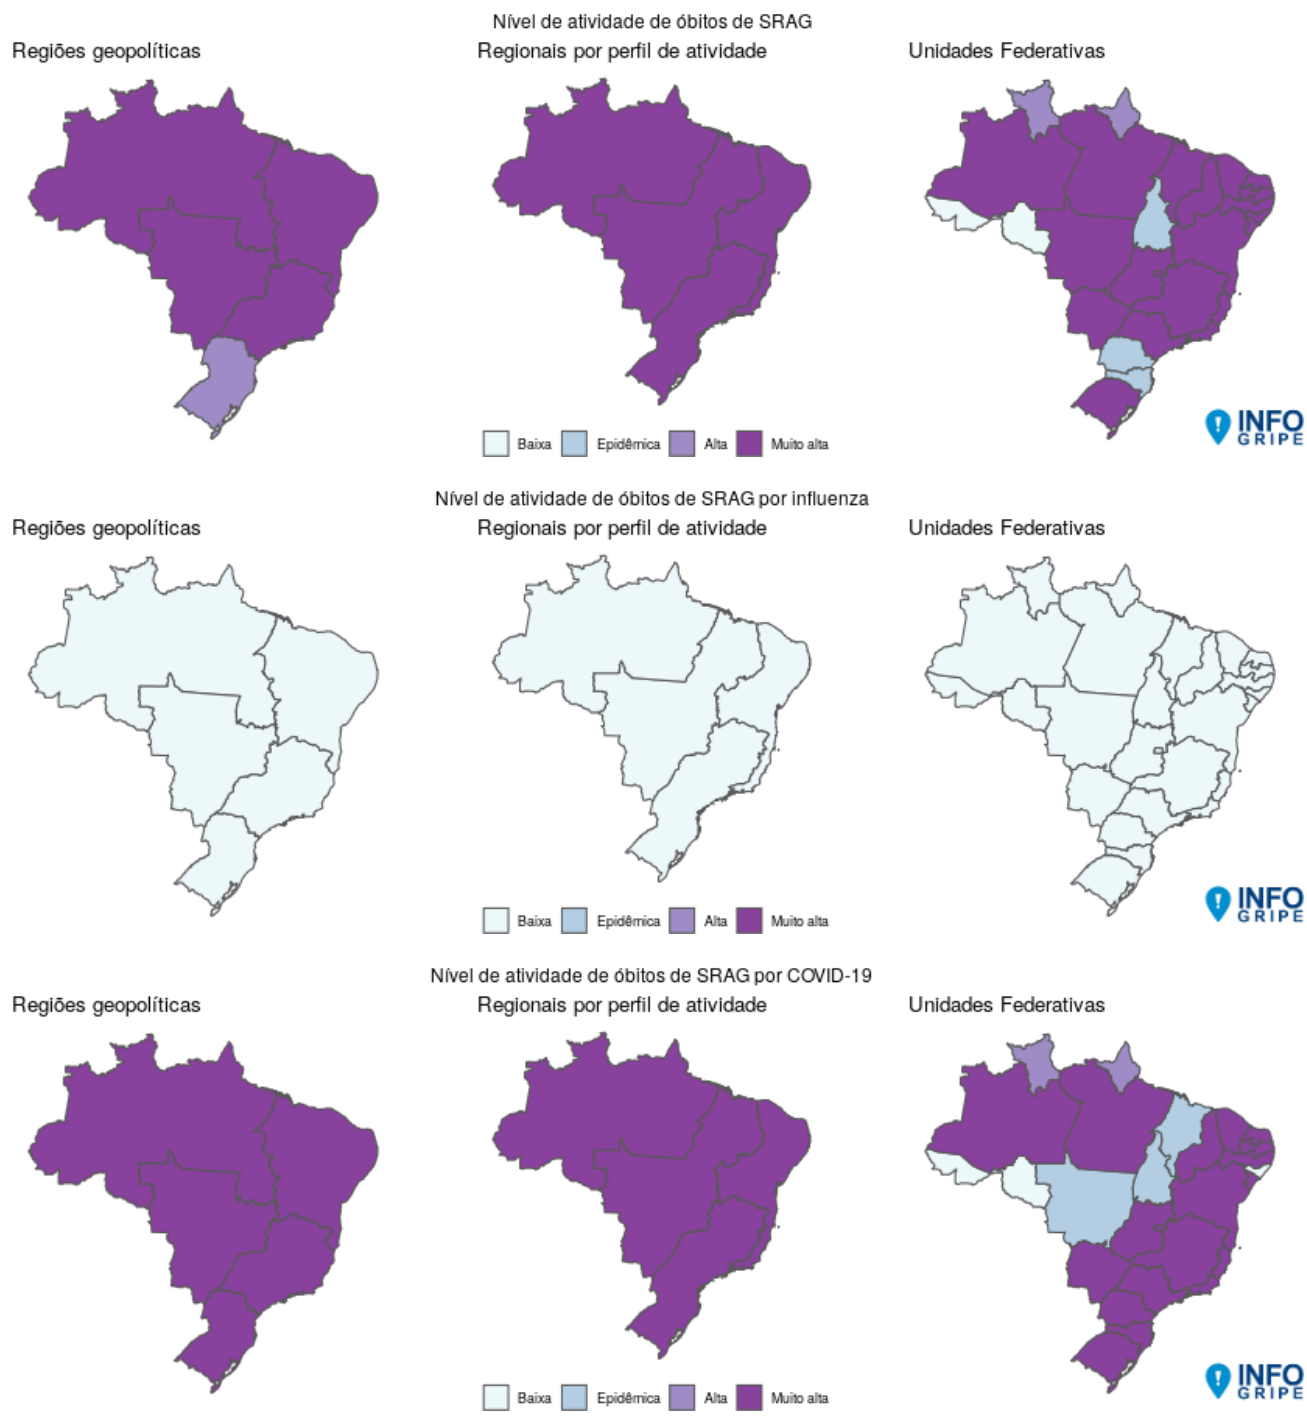 Nível de atividade de óbitos de SRAG
Regiões geopolíticas
Regionais por perfil de atividade
Unidades Federativas
Baixa
Epidêmica
Alta
Muito alta
INFO
GRIPE
Nível de atividade de óbitos de SRAG por influenza
Regiões geopolíticas
Regionais por perfil de atividade
Unidades Federativas
Baixa
Epidêmica
Alta
Muito alta
INFO
GRIPE
Nível de atividade de óbitos de SRAG por COVID-19
Regiões geopolíticas
Regionais por perfil de atividade
Unidades Federativas
Baixa
Epidêmica
Alta
Muito alta
INFO
GRIPE